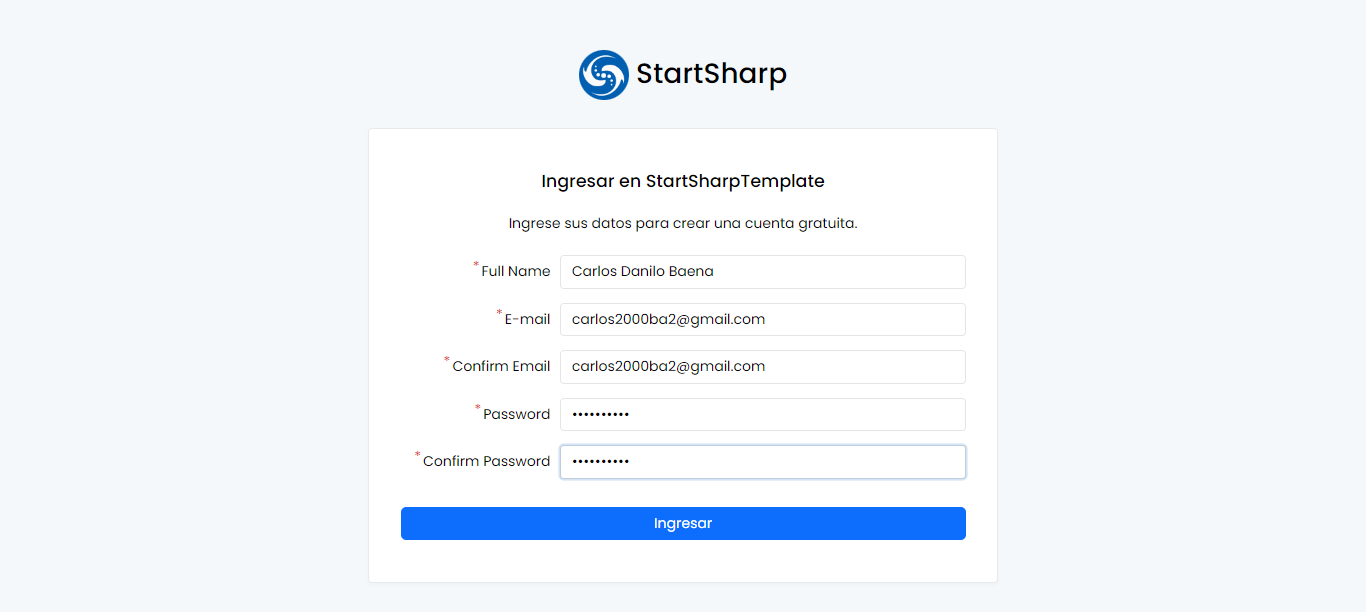 StartSharp
Ingresar en StartSharpTemplate
Ingrese sus datos para crear una cuenta gratuita.
* Full Name Carlos Danilo Baena
* E-mail carlos2000ba2@gmail.com
* Confirm Email carlos2000ba2@gmail.com
* Password ••••••••••
* Confirm Password ••••••••••
Ingresar